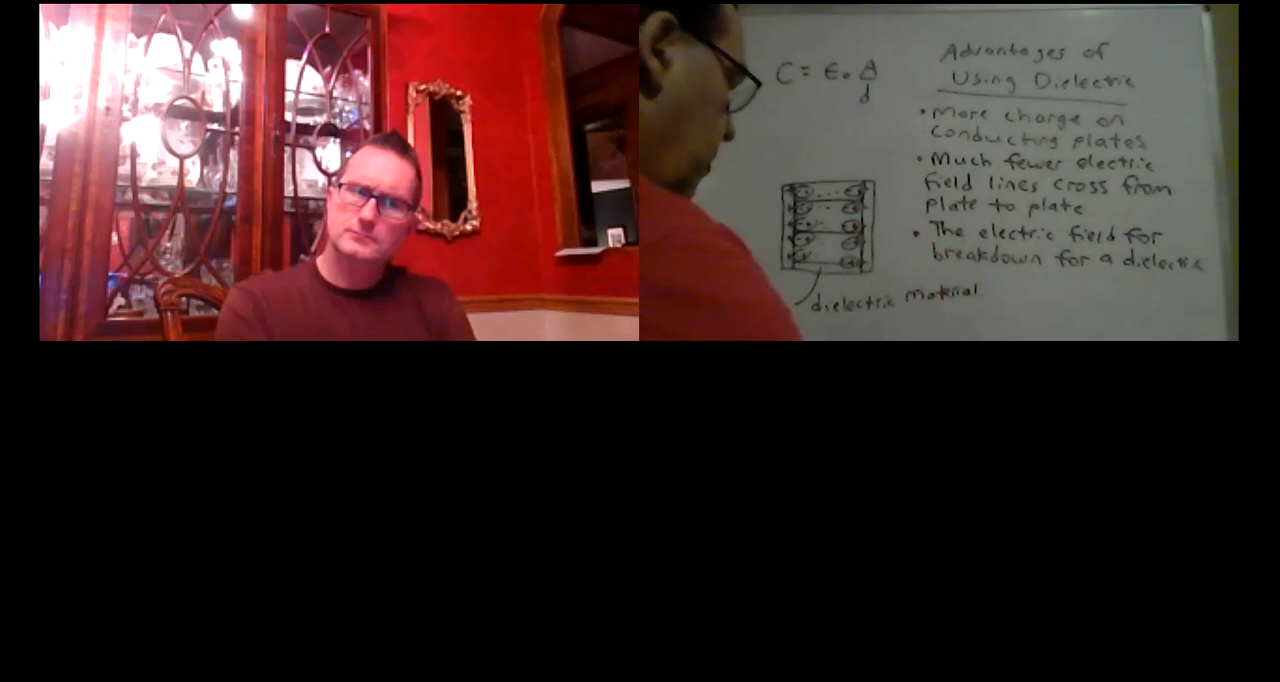 C = ε₀ A
d
Advantages of
Using Dielectric
• More charge on
conducting plates
• Much fewer electric
field lines cross from
plate to plate
• The electric field for
breakdown for a dielectric
dielectric Material.